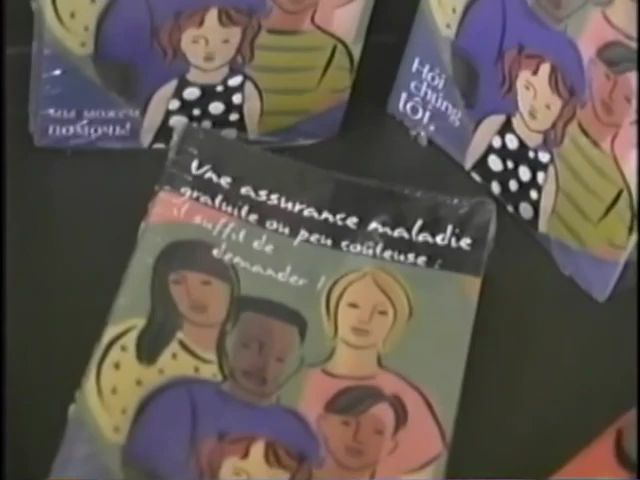 мы можем
помочь!
Hỏi
chúng
tôi.
Une assurance maladie
gratuite ou peu coûteuse :
il suffit de
demander !